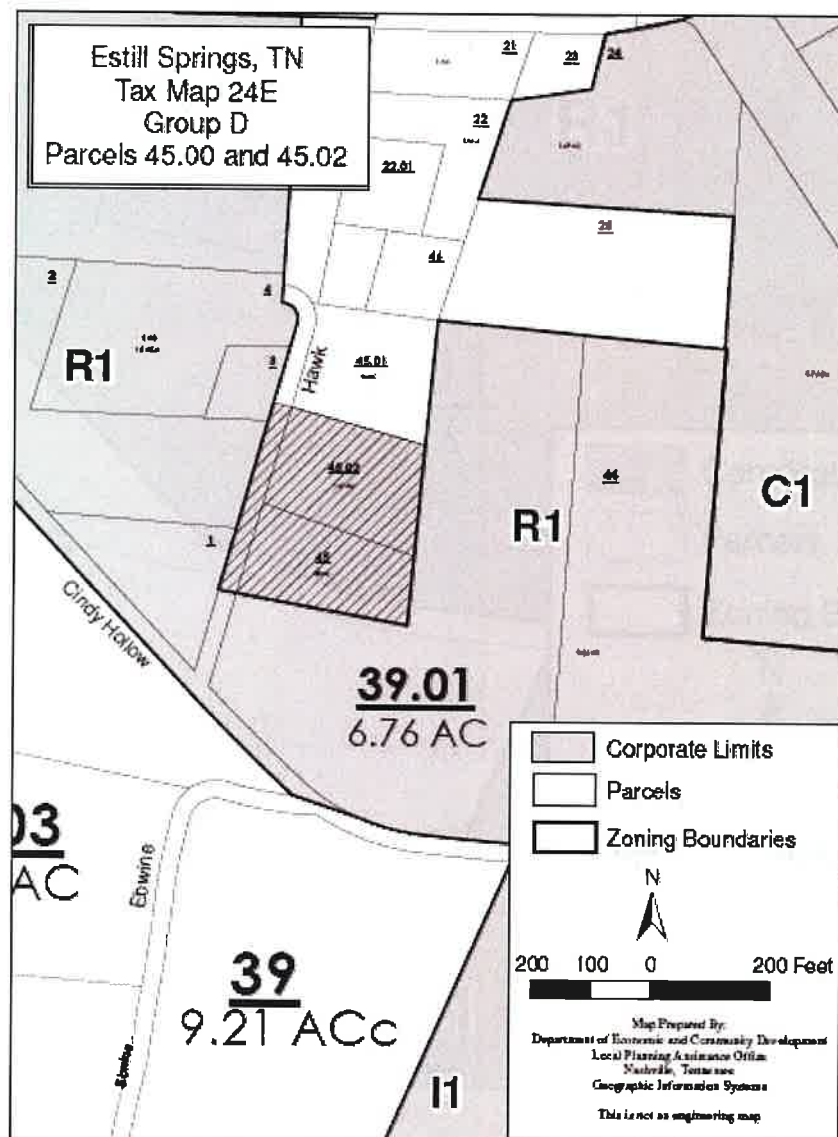 Estill Springs, TN
Tax Map 24E
Group D
Parcels 45.00 and 45.02
21
23
24
22
22.01
25
46
2
4
3
R1
Hawk
45.01
45.02
45
1
R1
44
C1
Cindy Hollow
39.01
6.76 AC
03
AC
39
9.21 ACc
I1
Corporate Limits
Parcels
Zoning Boundaries
N
200 100 0 200 Feet
Map Prepared By:
Department of Economic and Community Development
Local Planning Assistance Office
Nashville, Tennessee
Geographic Information Systems
This is not an engineering map